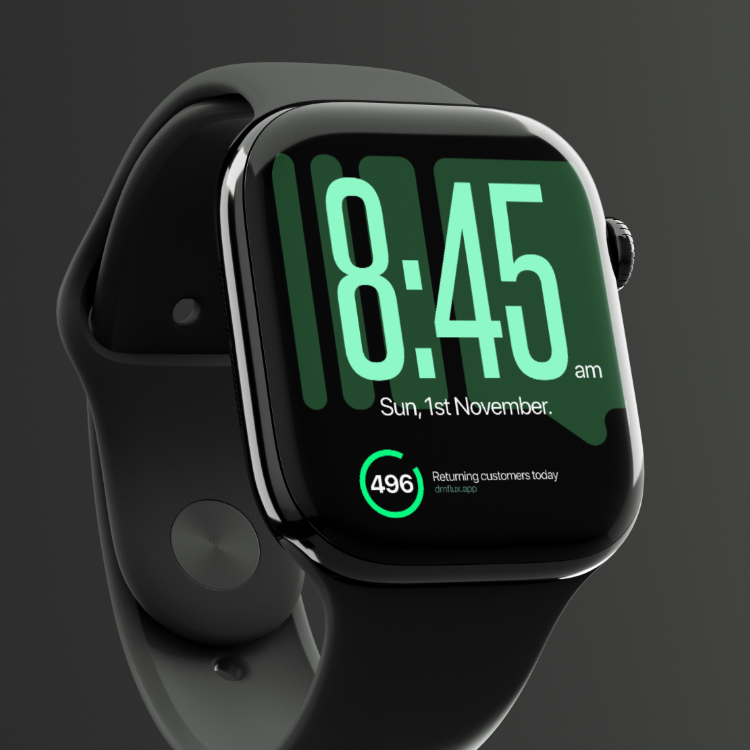 8:45
am
Sun, 1st November.
496
Returning customers today
dmflux.app